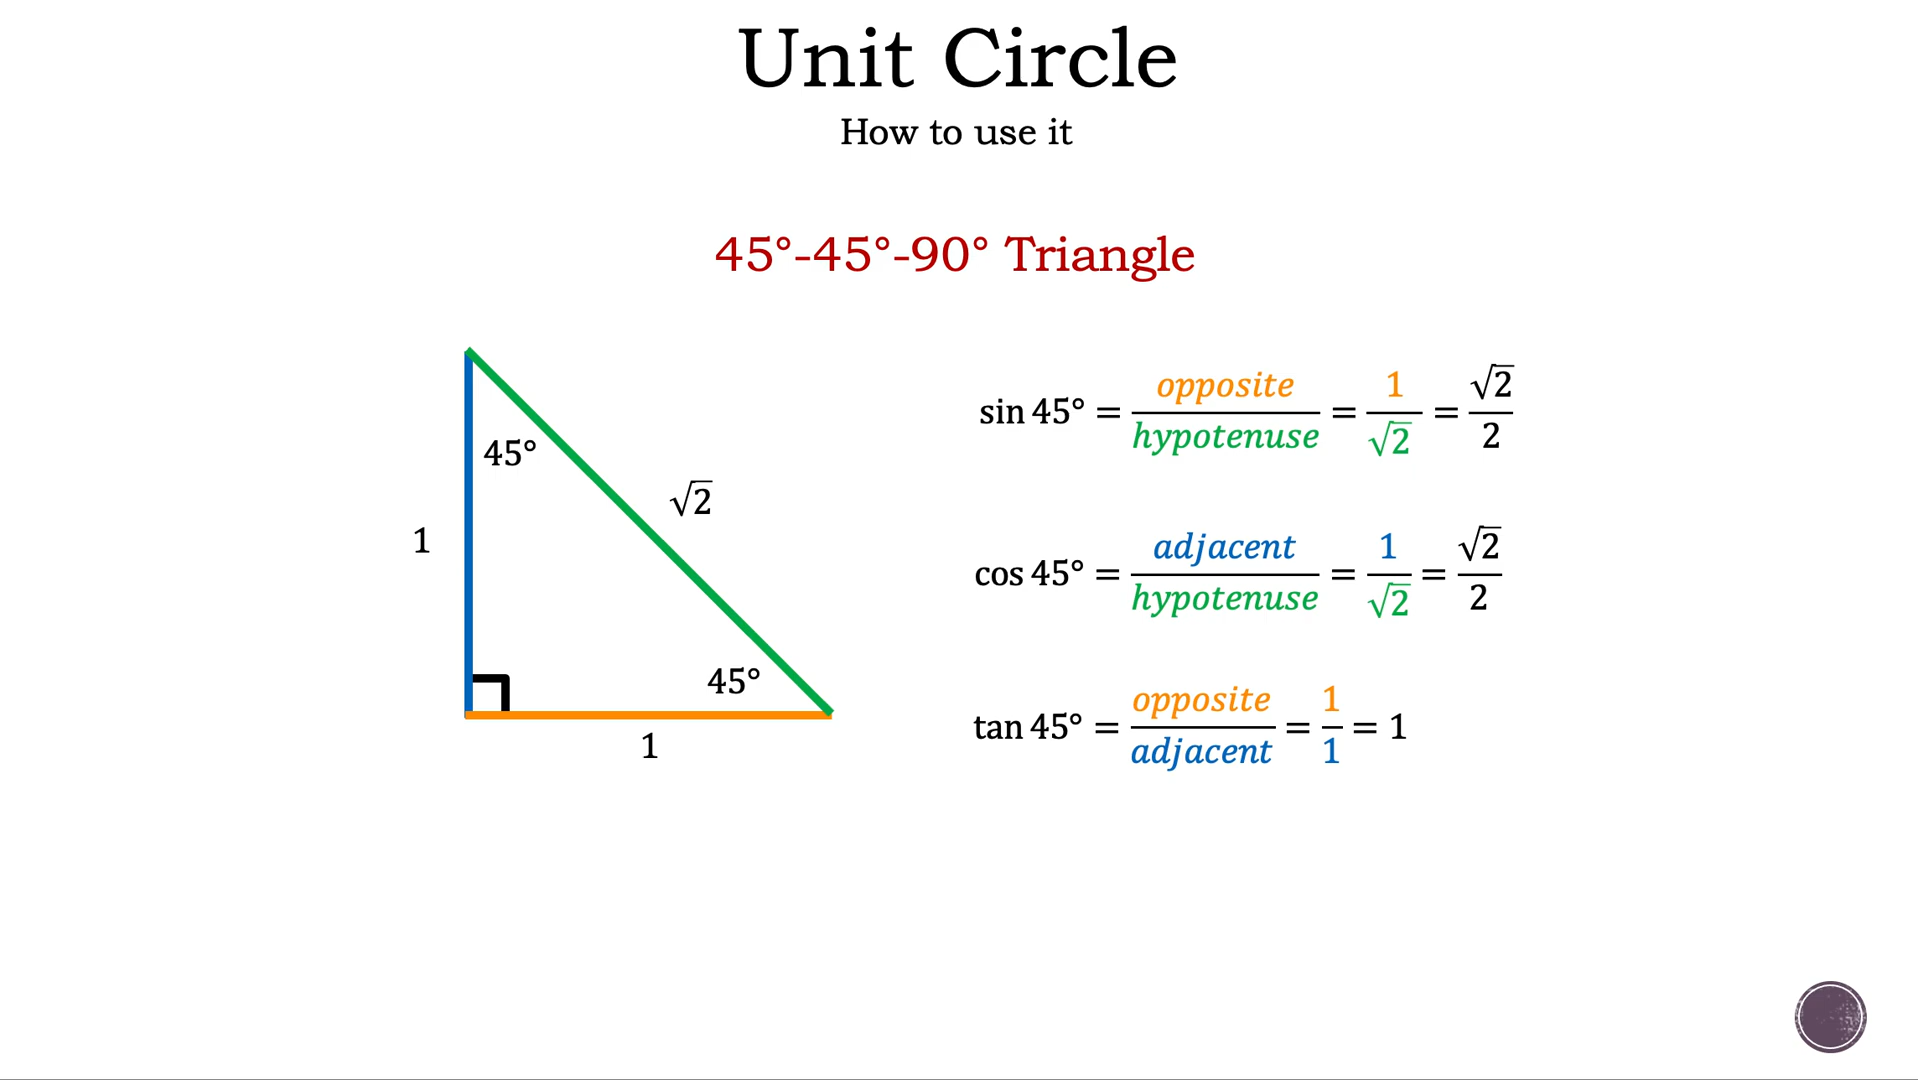 Unit Circle
How to use it
45°-45°-90° Triangle
45°
√2
1
45°
1
sin 45° = opposite/hypotenuse = 1/√2 = √2/2
cos 45° = adjacent/hypotenuse = 1/√2 = √2/2
tan 45° = opposite/adjacent = 1/1 = 1